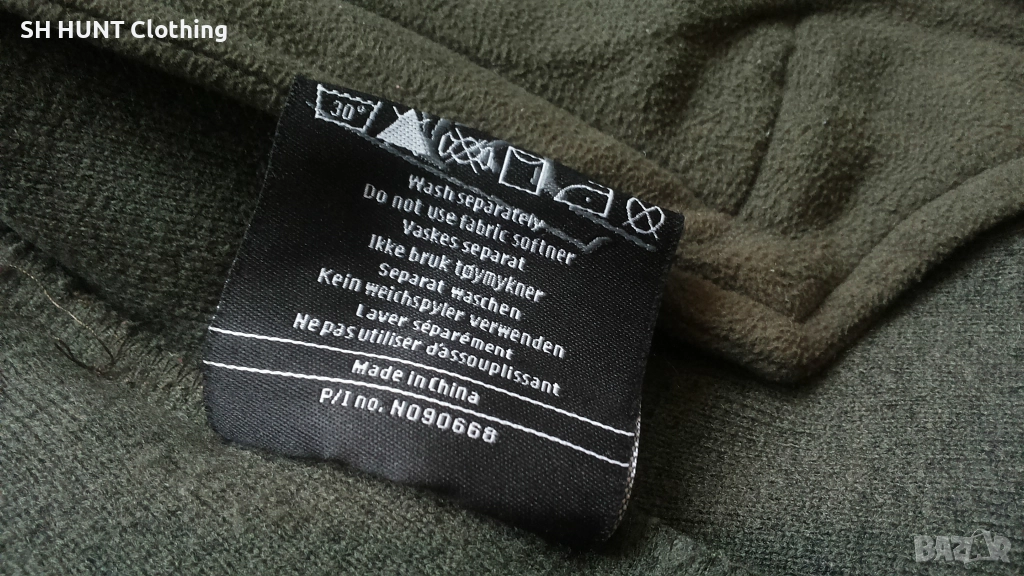 SH HUNT Clothing
30°
Wash separately
Do not use fabric softner
Vaskes separat
Ikke bruk tøymykner
Separat waschen
Kein weichspyler verwenden
Laver séparément
Ne pas utiliser d'assouplissant
Made in China
P/I no. N090668
BAZAR